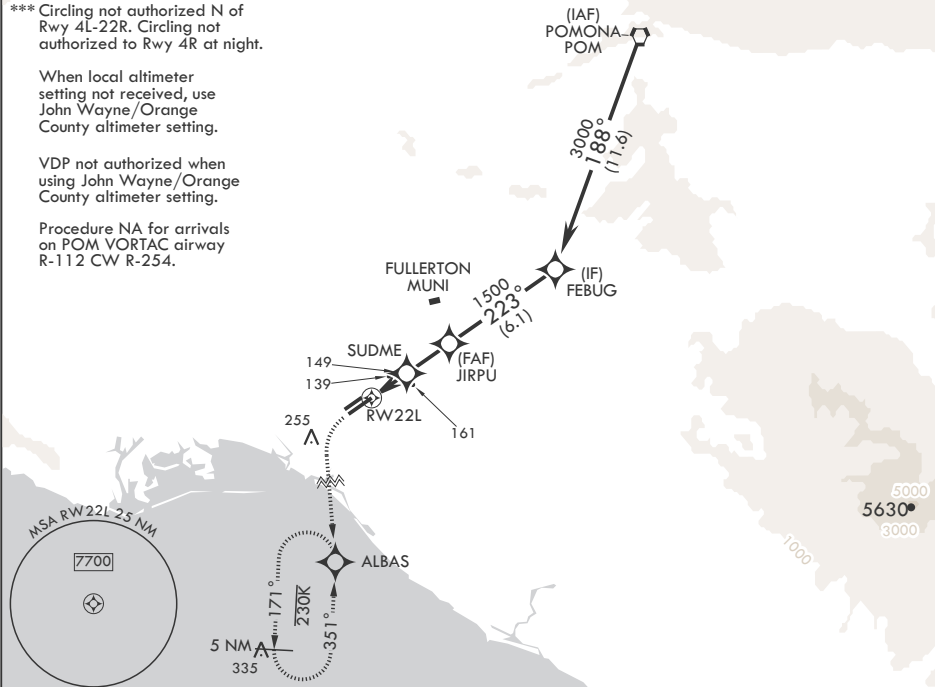 *** Circling not authorized N of
Rwy 4L-22R. Circling not
authorized to Rwy 4R at night.
When local altimeter
setting not received, use
John Wayne/Orange
County altimeter setting.
VDP not authorized when
using John Wayne/Orange
County altimeter setting.
Procedure NA for arrivals
on POM VORTAC airway
R-112 CW R-254.
(IAF)
POMONA
POM
3000
188°
(11.6)
(IF)
FEBUG
FULLERTON
MUNI
1500
223°
(6.1)
SUDME
(FAF)
JIRPU
149
139
RW22L
161
255
5000
5630
3000
1000
MSA RW22L 25 NM
7700
ALBAS
171°
230K
351°
5 NM
335